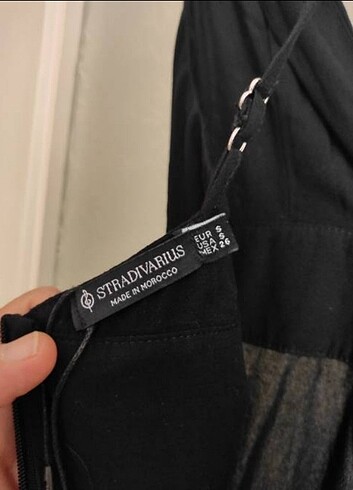 STRADIVARIUS
MADE IN MOROCCO
EUR S
USA S
MEX 26